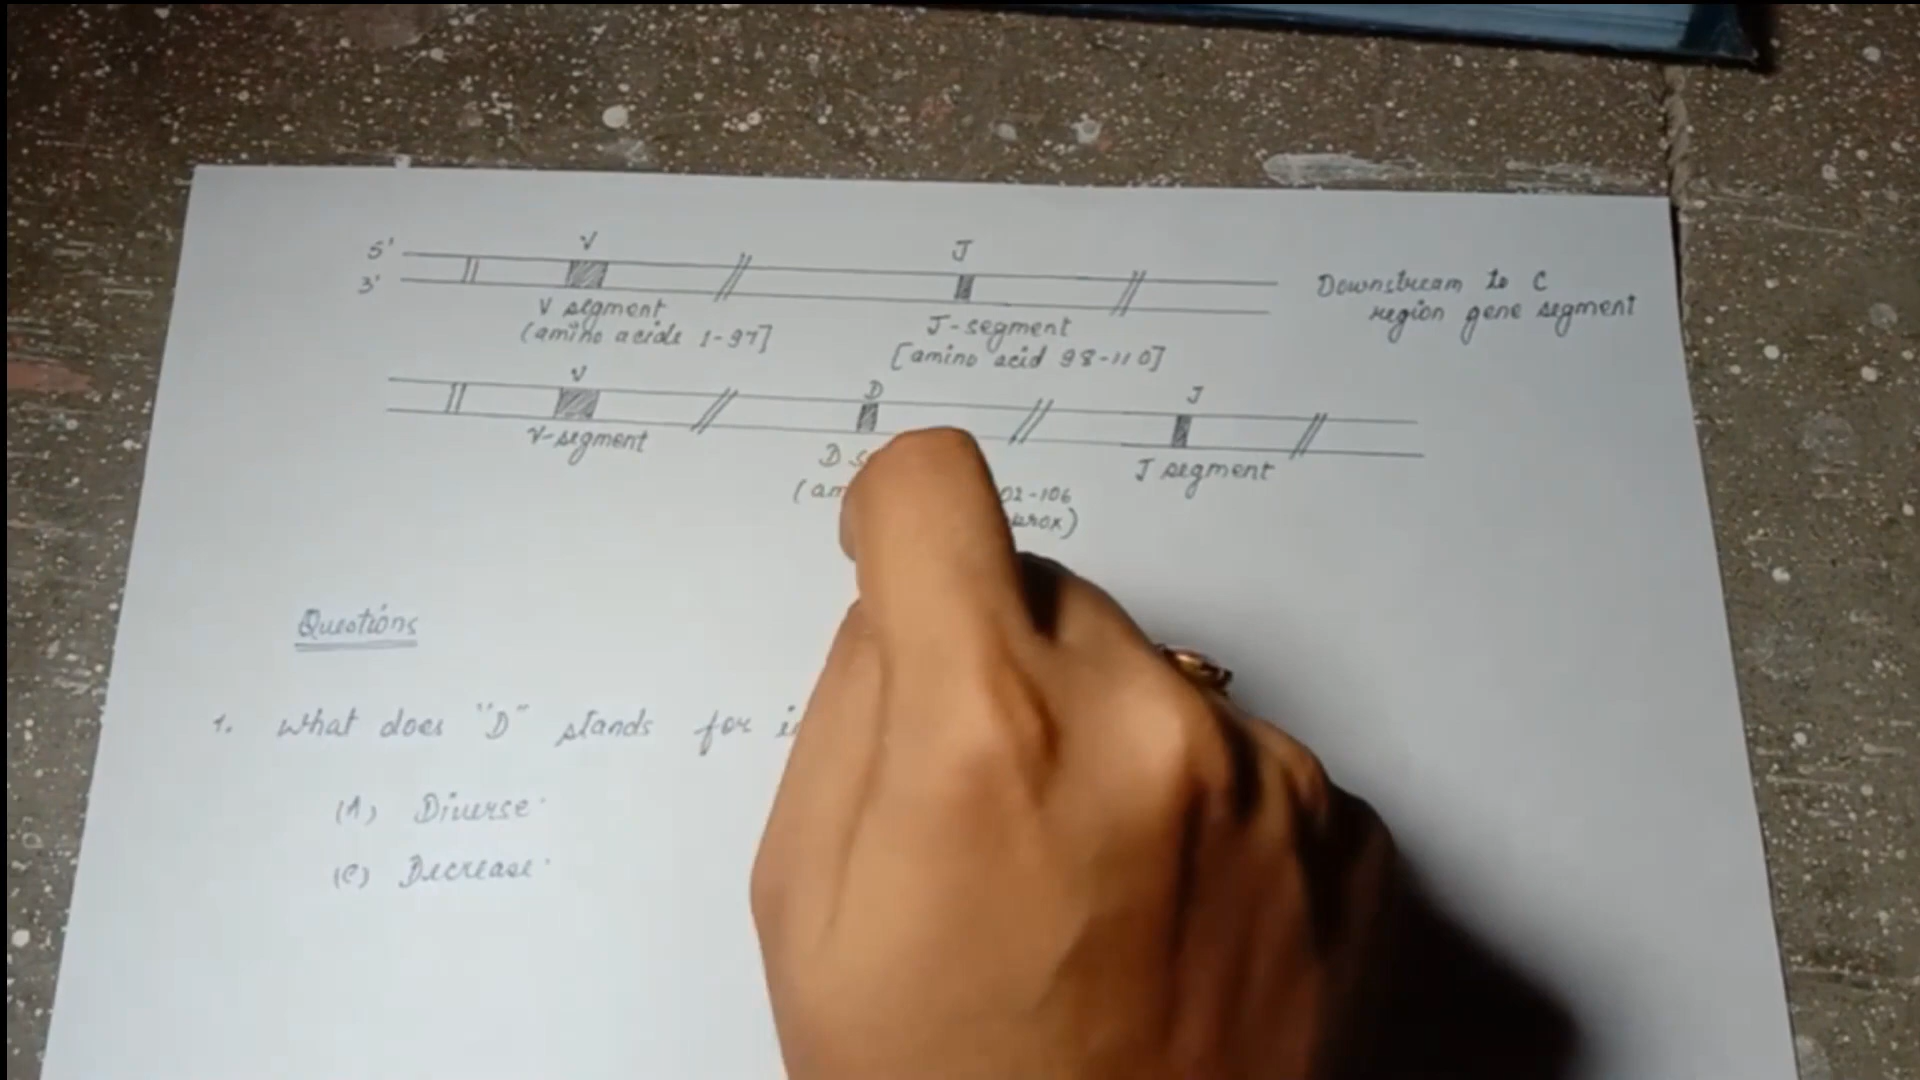 V J
5'
3'
V segment
(amino acids 1-97]
J-segment
[amino acid 98-110]
Downstream to C
region gene segment
V D J
V-segment
D J segment
(am 02-106
Questions
1. What does "D" stands for
(A) Diverse
(C) Decrease